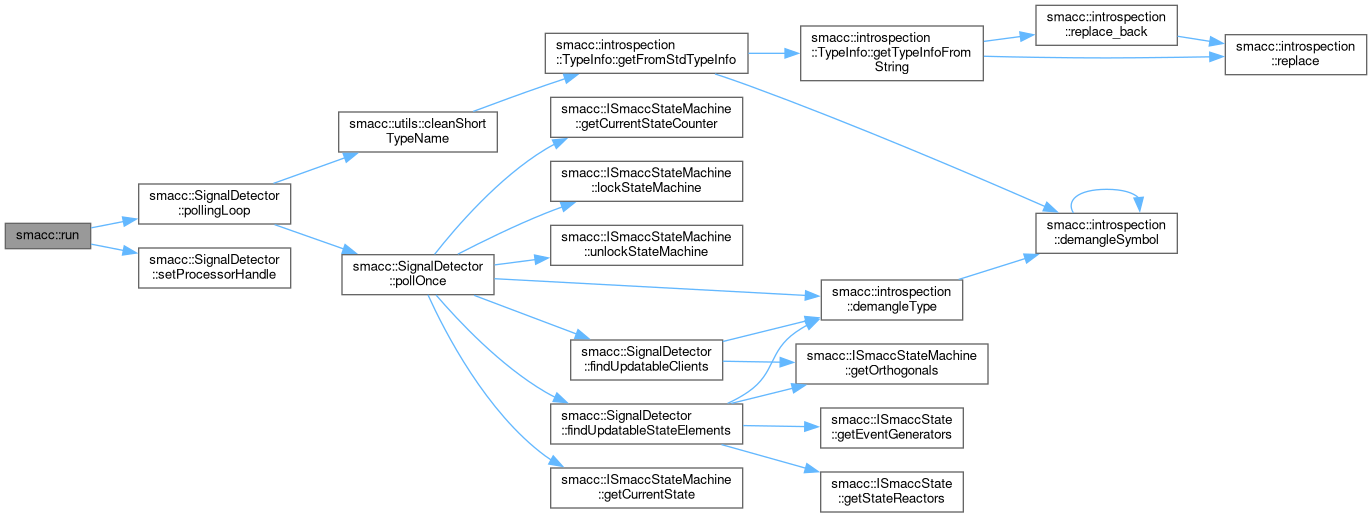 smacc::run
smacc::SignalDetector
::pollingLoop
smacc::SignalDetector
::setProcessorHandle
smacc::utils::cleanShort
TypeName
smacc::SignalDetector
::pollOnce
smacc::introspection
::TypeInfo::getFromStdTypeInfo
smacc::ISmaccStateMachine
::getCurrentStateCounter
smacc::ISmaccStateMachine
::lockStateMachine
smacc::ISmaccStateMachine
::unlockStateMachine
smacc::SignalDetector
::findUpdatableClients
smacc::SignalDetector
::findUpdatableStateElements
smacc::ISmaccStateMachine
::getCurrentState
smacc::introspection
::TypeInfo::getTypeInfoFrom
String
smacc::introspection
::demangleType
smacc::ISmaccStateMachine
::getOrthogonals
smacc::ISmaccState
::getEventGenerators
smacc::ISmaccState
::getStateReactors
smacc::introspection
::replace_back
smacc::introspection
::demangleSymbol
smacc::introspection
::replace